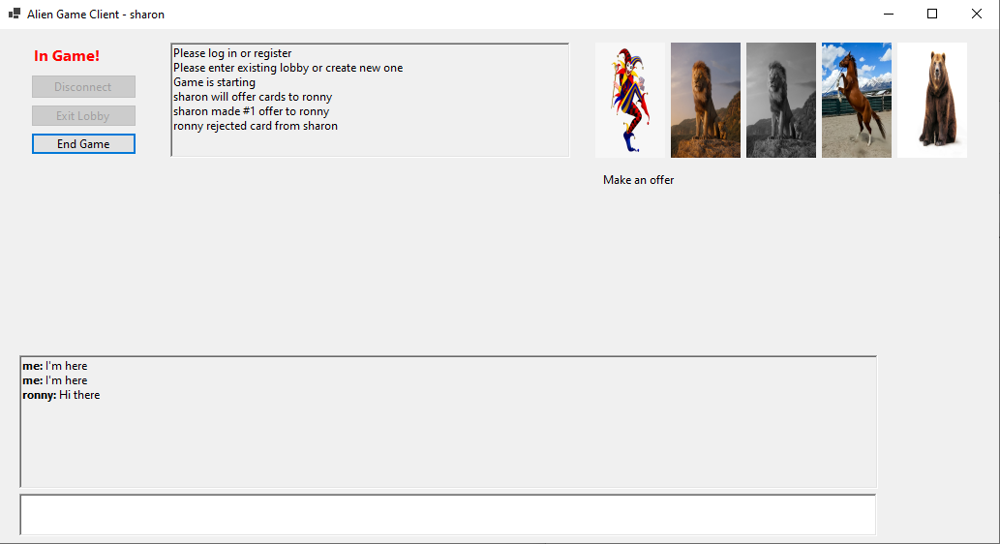 Alien Game Client - sharon
In Game!
Disconnect
Exit Lobby
End Game
Please log in or register
Please enter existing lobby or create new one
Game is starting
sharon will offer cards to ronny
sharon made #1 offer to ronny
ronny rejected card from sharon
Make an offer
me: I'm here
me: I'm here
ronny: Hi there